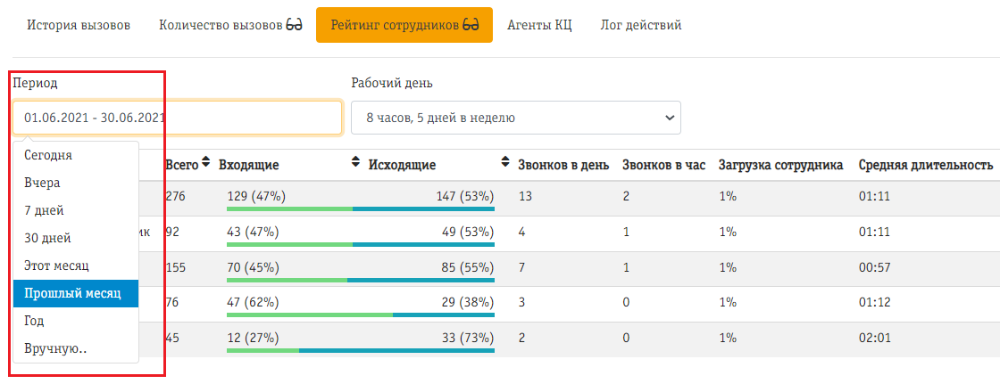 История вызовов Количество вызовов Рейтинг сотрудников Агенты КЦ Лог действий
Период Рабочий день
01.06.2021 - 30.06.2021 8 часов, 5 дней в неделю
Сегодня
Вчера
7 дней
30 дней
Этот месяц
Прошлый месяц
Год
Вручную..
Всего Входящие Исходящие Звонков в день Звонков в час Загрузка сотрудника Средняя длительность
276 129 (47%) 147 (53%) 13 2 1% 01:11
ик 92 43 (47%) 49 (53%) 4 1 1% 01:11
155 70 (45%) 85 (55%) 7 1 1% 00:57
76 47 (62%) 29 (38%) 3 0 1% 01:12
45 12 (27%) 33 (73%) 2 0 1% 02:01